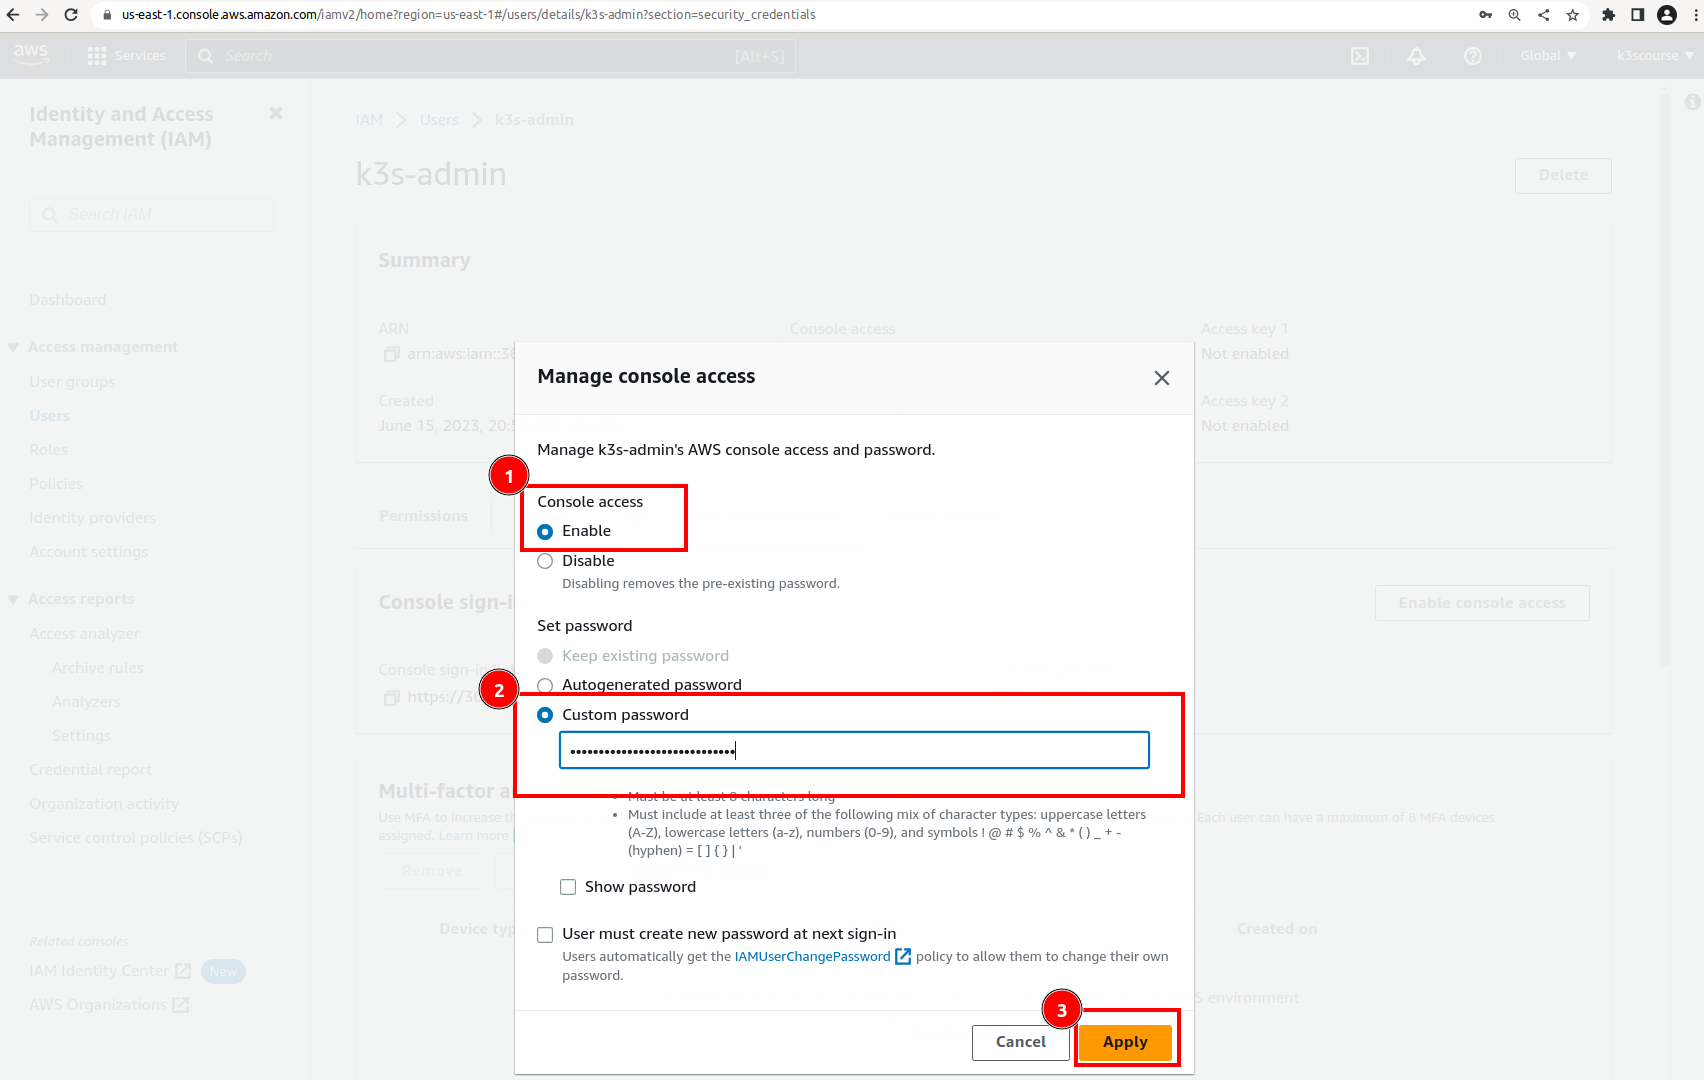 us-east-1.console.aws.amazon.com/iamv2/home?region=us-east-1#/users/details/k3s-admin?section=security_credentials
aws
Services
Search
[Alt+S]
Global
k3scourse
Identity and Access
Management (IAM)
Search IAM
Dashboard
Access management
User groups
Users
Roles
Policies
Identity providers
Account settings
Access reports
Access analyzer
Archive rules
Analyzers
Settings
Credential report
Organization activity
Service control policies (SCPs)
Related consoles
IAM Identity Center New
AWS Organizations
IAM > Users > k3s-admin
k3s-admin
Delete
Summary
ARN
arn:aws:iam::36
Console access
Access key 1
Not enabled
Created
June 15, 2023, 20:5
Access key 2
Not enabled
Permissions
Console sign-i
Enable console access
Console sign-in
https://3
Multi-factor a
Use MFA to increase
Each user can have a maximum of 8 MFA devices
assigned. Learn more
Remove
Device typ
Created on
environment
Manage console access
Manage k3s-admin's AWS console access and password.
1
Console access
Enable
Disable
Disabling removes the pre-existing password.
Set password
Keep existing password
Autogenerated password
2
Custom password
•••••••••••••••••••••••••••••
• Must be at least 8 characters long
• Must include at least three of the following mix of character types: uppercase letters
(A-Z), lowercase letters (a-z), numbers (0-9), and symbols ! @ # $ % ^ & * ( ) _ + -
(hyphen) = [ ] { } | '
Show password
User must create new password at next sign-in
Users automatically get the IAMUserChangePassword policy to allow them to change their own
password.
3
Cancel
Apply